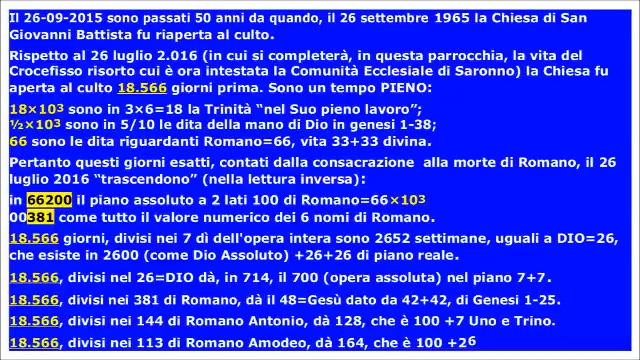 Il 26-09-2015 sono passati 50 anni da quando, il 26 settembre 1965 la Chiesa di San
Giovanni Battista fu riaperta al culto.
Rispetto al 26 luglio 2.016 (in cui si completerà, in questa parrocchia, la vita del
Crocefisso risorto cui è ora intestata la Comunità Ecclesiale di Saronno) la Chiesa fu
aperta al culto 18.566 giorni prima. Sono un tempo PIENO:
18×10³ sono in 3×6=18 la Trinità “nel Suo pieno lavoro”;
½×10³ sono in 5/10 le dita della mano di Dio in genesi 1-38;
66 sono le dita riguardanti Romano=66, vita 33+33 divina.
Pertanto questi giorni esatti, contati dalla consacrazione alla morte di Romano, il 26
luglio 2016 “trascendono” (nella lettura inversa):
in 66200 il piano assoluto a 2 lati 100 di Romano=66×10³
00381 come tutto il valore numerico dei 6 nomi di Romano.
18.566 giorni, divisi nei 7 dì dell'opera intera sono 2652 settimane, uguali a DIO=26,
che esiste in 2600 (come Dio Assoluto) +26+26 di piano reale.
18.566, divisi nel 26=DIO dà, in 714, il 700 (opera assoluta) nel piano 7+7.
18.566, divisi nei 381 di Romano, dà il 48=Gesù dato da 42+42, di Genesi 1-25.
18.566, divisi nei 144 di Romano Antonio, dà 128, che è 100 +7 Uno e Trino.
18.566, divisi nei 113 di Romano Amodeo, dà 164, che è 100 +2⁶